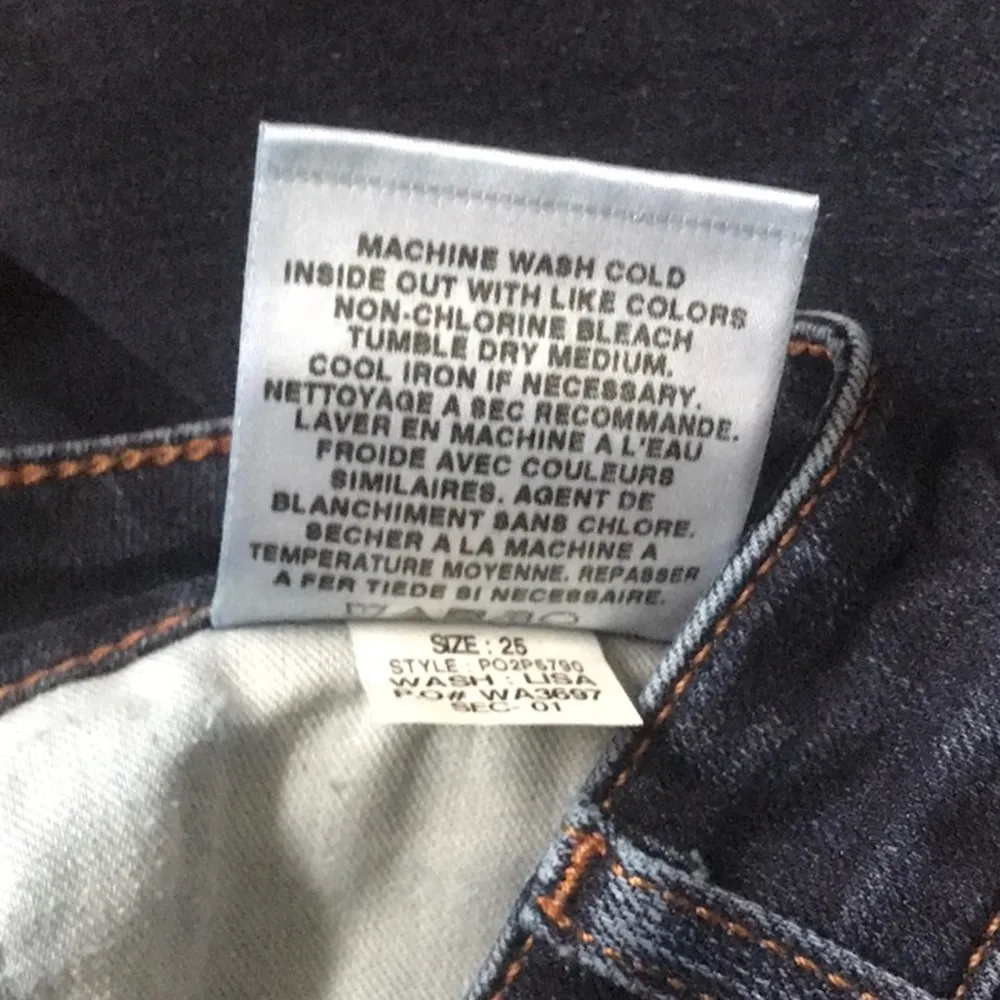 MACHINE WASH COLD
INSIDE OUT WITH LIKE COLORS
NON-CHLORINE BLEACH
TUMBLE DRY MEDIUM.
COOL IRON IF NECESSARY.
NETTOYAGE A SEC RECOMMANDE.
LAVER EN MACHINE A L'EAU
FROIDE AVEC COULEURS
SIMILAIRES. AGENT DE
BLANCHIMENT SANS CHLORE.
SECHER A LA MACHINE A
TEMPERATURE MOYENNE. REPASSER
A FER TIEDE SI NECESSAIRE.
SIZE : 25
STYLE : PO2P5790
WASH : LISA
P.O# WA3697
SEC- 01